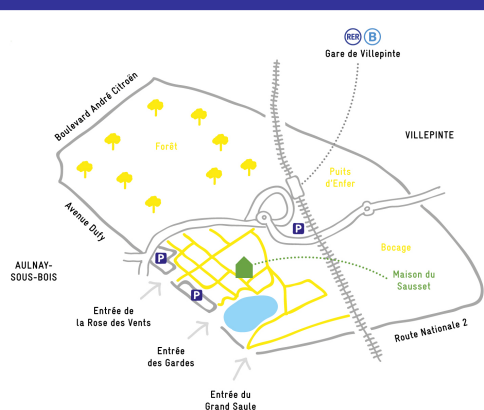 RER B
Gare de Villepinte
Boulevard André Citroën
VILLEPINTE
Forêt
Puits
d'Enfer
Avenue Dufy
P
Bocage
P
AULNAY-
SOUS-BOIS
Maison du
Sausset
P
Entrée de
la Rose des Vents
Route Nationale 2
Entrée
des Gardes
Entrée du
Grand Saule